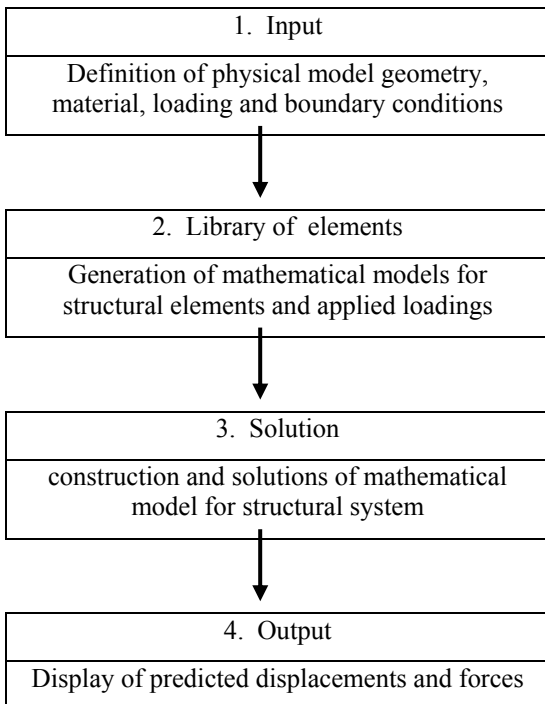 1. Input
Definition of physical model geometry,
material, loading and boundary conditions
2. Library of elements
Generation of mathematical models for
structural elements and applied loadings
3. Solution
construction and solutions of mathematical
model for structural system
4. Output
Display of predicted displacements and forces